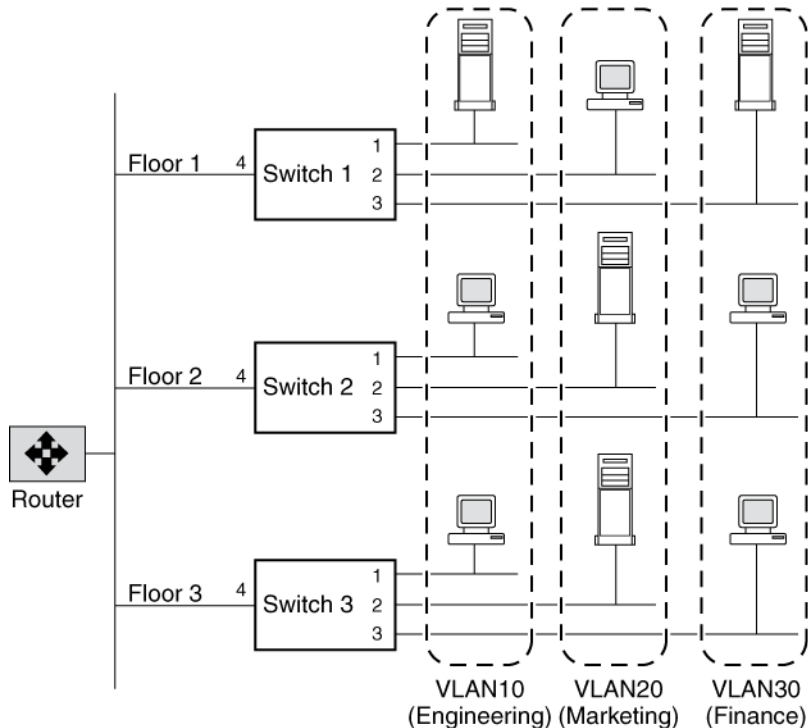 Floor 1
4
Switch 1
1
2
3
Floor 2
4
Switch 2
1
2
3
Router
Floor 3
4
Switch 3
1
2
3
VLAN10
(Engineering)
VLAN20
(Marketing)
VLAN30
(Finance)